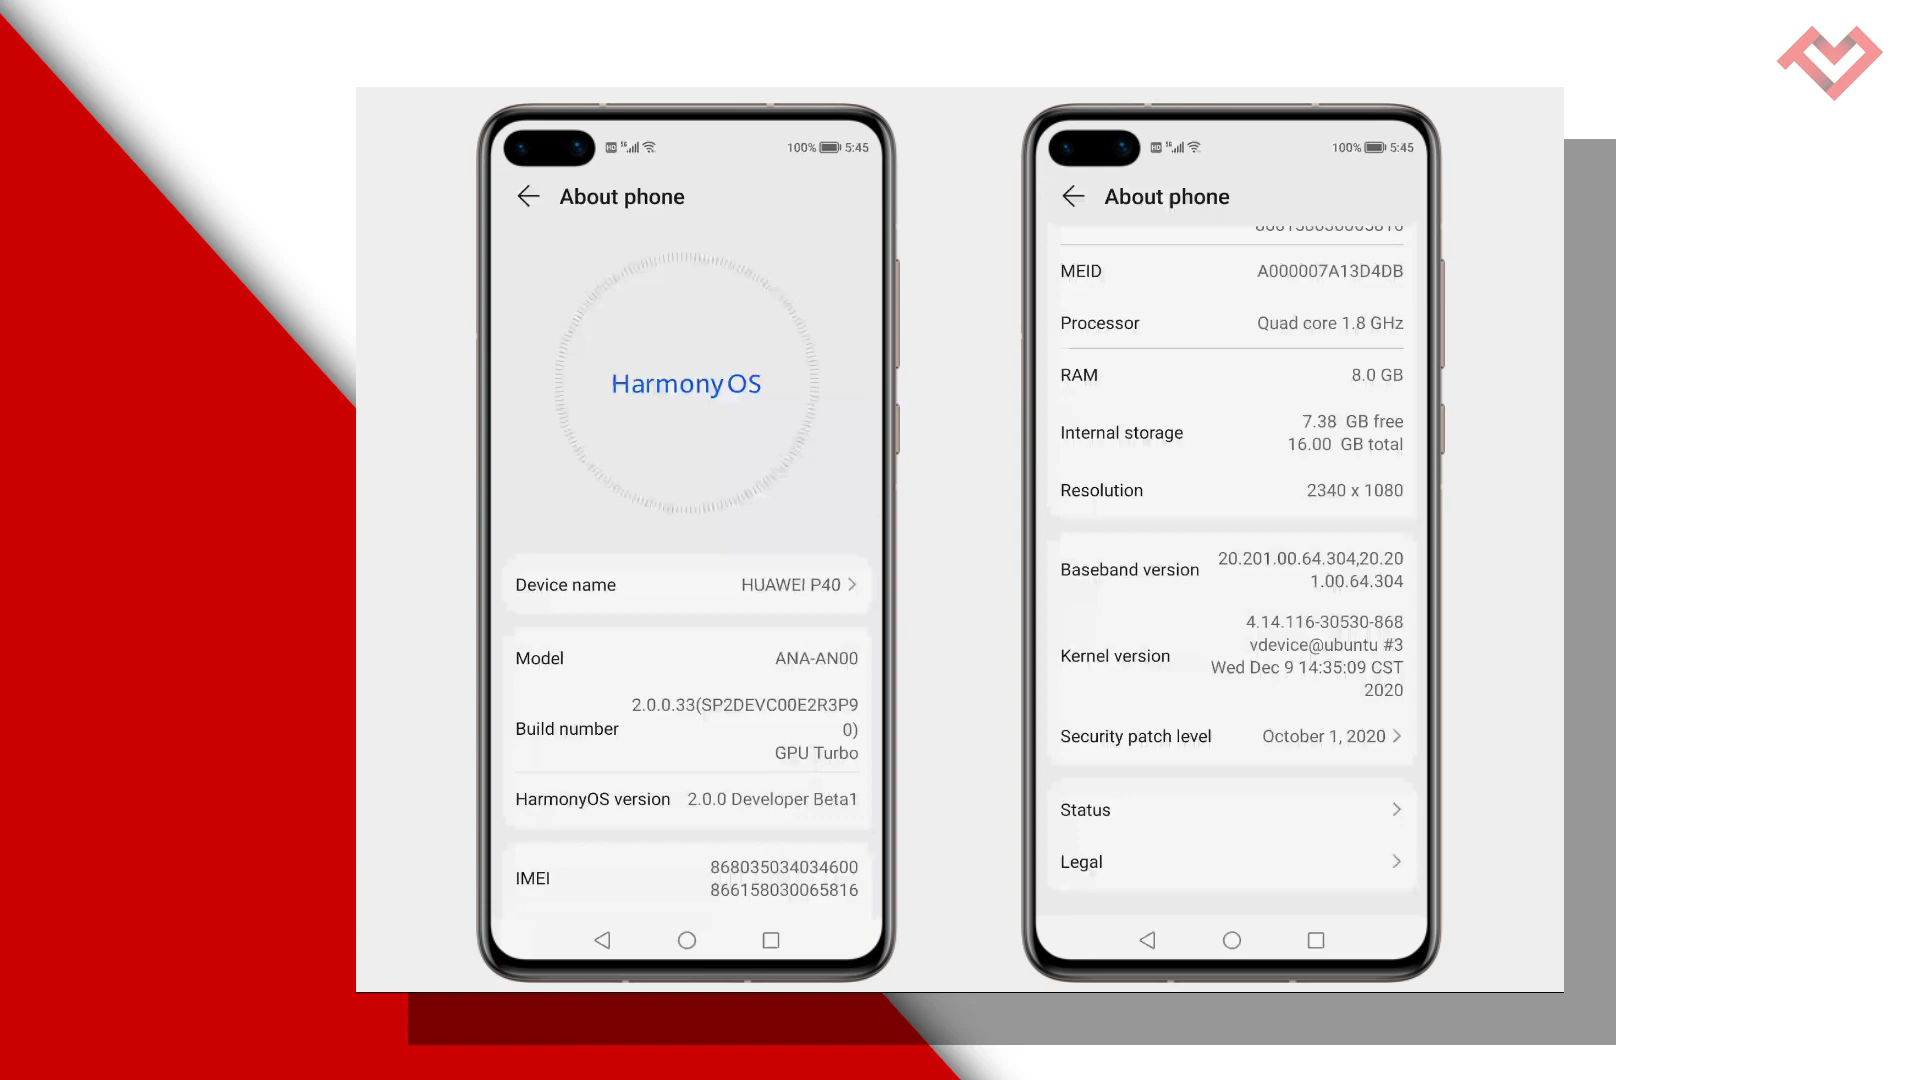 100% 5:45
About phone
HarmonyOS
Device name HUAWEI P40
Model ANA-AN00
Build number 2.0.0.33(SP2DEVC00E2R3P9
0)
GPU Turbo
HarmonyOS version 2.0.0 Developer Beta1
IMEI 868035034034600
866158030065816
100% 5:45
About phone
MEID A000007A13D4DB
Processor Quad core 1.8 GHz
RAM 8.0 GB
Internal storage 7.38 GB free
16.00 GB total
Resolution 2340 x 1080
Baseband version 20.201.00.64.304,20.20
1.00.64.304
Kernel version 4.14.116-30530-868
vdevice@ubuntu #3
Wed Dec 9 14:35:09 CST
2020
Security patch level October 1, 2020
Status
Legal